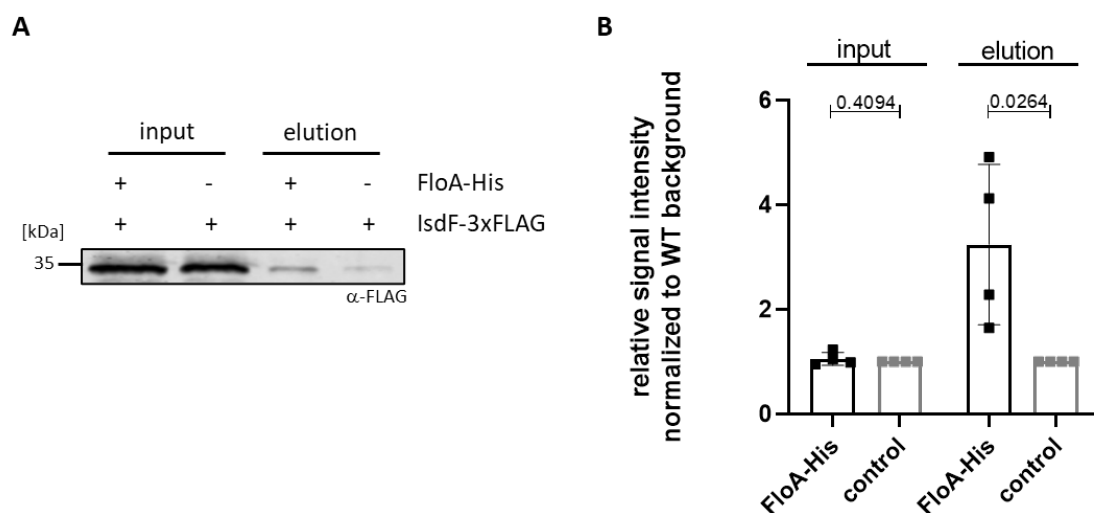 A
input elution
+ - + - FloA-His
+ + + + IsdF-3xFLAG
[kDa]
35
α-FLAG
B
input elution
0.4094 0.0264
relative signal intensity
normalized to WT background
6
4
2
0
FloA-His control FloA-His control